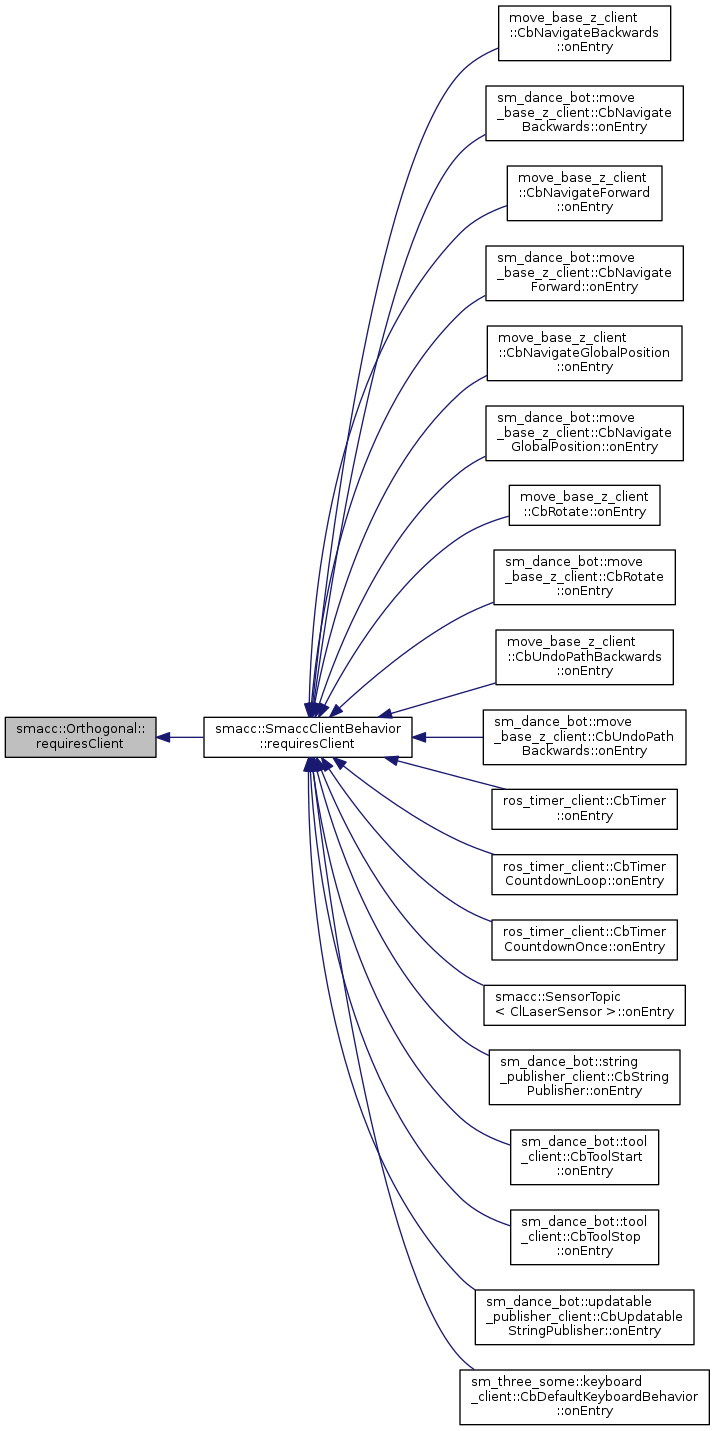 move_base_z_client
::CbNavigateBackwards
::onEntry
sm_dance_bot::move
_base_z_client::CbNavigate
Backwards::onEntry
move_base_z_client
::CbNavigateForward
::onEntry
sm_dance_bot::move
_base_z_client::CbNavigate
Forward::onEntry
move_base_z_client
::CbNavigateGlobalPosition
::onEntry
sm_dance_bot::move
_base_z_client::CbNavigate
GlobalPosition::onEntry
move_base_z_client
::CbRotate::onEntry
sm_dance_bot::move
_base_z_client::CbRotate
::onEntry
move_base_z_client
::CbUndoPathBackwards
::onEntry
smacc::Orthogonal::
requiresClient
smacc::SmaccClientBehavior
::requiresClient
sm_dance_bot::move
_base_z_client::CbUndoPath
Backwards::onEntry
ros_timer_client::CbTimer
::onEntry
ros_timer_client::CbTimer
CountdownLoop::onEntry
ros_timer_client::CbTimer
CountdownOnce::onEntry
smacc::SensorTopic
< ClLaserSensor >::onEntry
sm_dance_bot::string
_publisher_client::CbString
Publisher::onEntry
sm_dance_bot::tool
_client::CbToolStart
::onEntry
sm_dance_bot::tool
_client::CbToolStop
::onEntry
sm_dance_bot::updatable
_publisher_client::CbUpdatable
StringPublisher::onEntry
sm_three_some::keyboard
_client::CbDefaultKeyboardBehavior
::onEntry